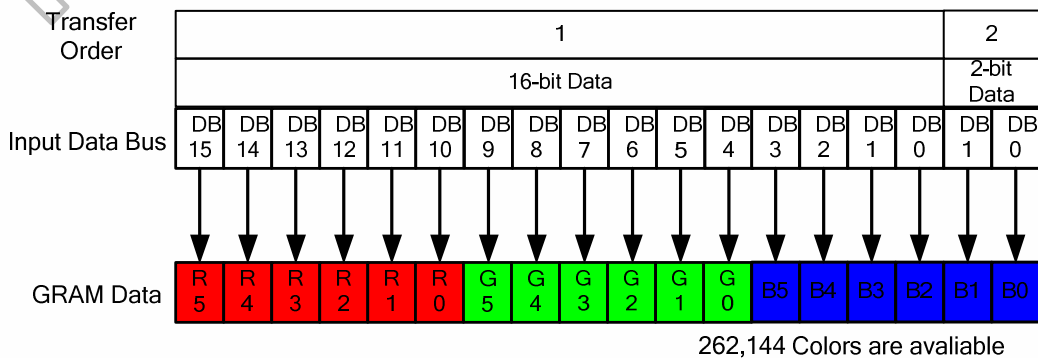 Transfer Order 1 2
16-bit Data 2-bit Data
Input Data Bus DB 15 DB 14 DB 13 DB 12 DB 11 DB 10 DB 9 DB 8 DB 7 DB 6 DB 5 DB 4 DB 3 DB 2 DB 1 DB 0 DB 1 DB 0
GRAM Data R 5 R 4 R 3 R 2 R 1 R 0 G 5 G 4 G 3 G 2 G 1 G 0 B5 B4 B3 B2 B1 B0
262,144 Colors are avaliable